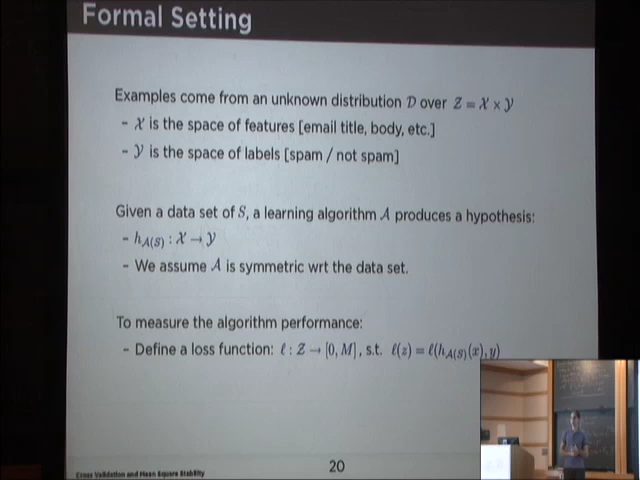 Formal Setting
Examples come from an unknown distribution 𝒟 over 𝒵 = 𝒳 × 𝒴
- 𝒳 is the space of features [email title, body, etc.]
- 𝒴 is the space of labels [spam / not spam]
Given a data set of S, a learning algorithm 𝒜 produces a hypothesis:
- h_{A(S)} : 𝒳 → 𝒴
- We assume 𝒜 is symmetric wrt the data set.
To measure the algorithm performance:
- Define a loss function: ℓ : 𝒵 → [0, M], s.t. ℓ(z) = ℓ(h_{A(S)}(x), y)
Cross Validation and Mean Square Stability
20